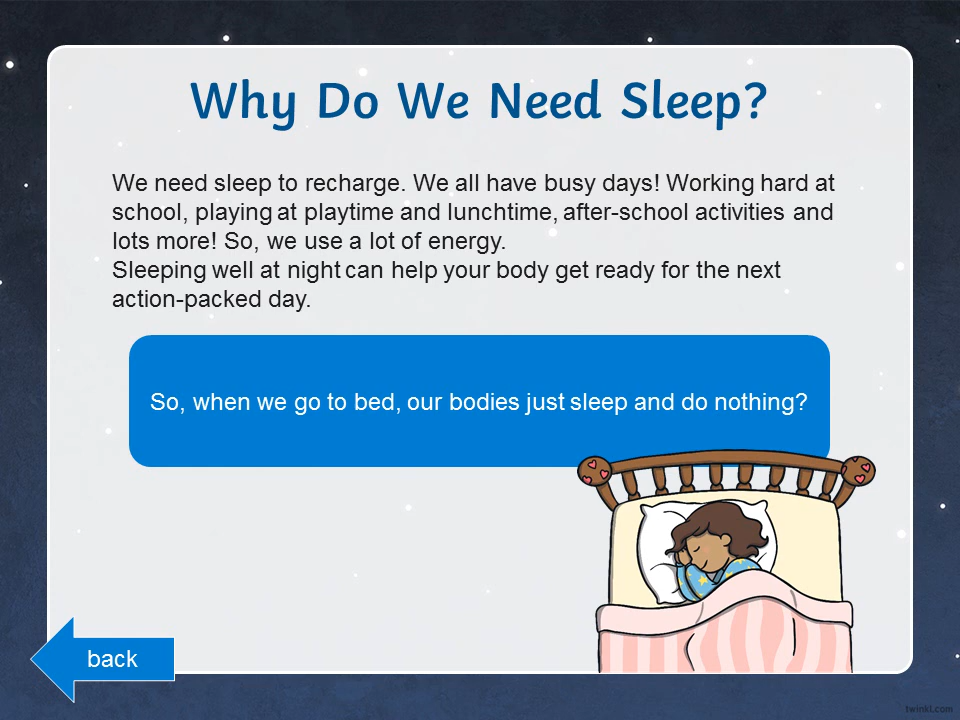 Why Do We Need Sleep?
We need sleep to recharge. We all have busy days! Working hard at
school, playing at playtime and lunchtime, after-school activities and
lots more! So, we use a lot of energy.
Sleeping well at night can help your body get ready for the next
action-packed day.
So, when we go to bed, our bodies just sleep and do nothing?
back
twinkl.com